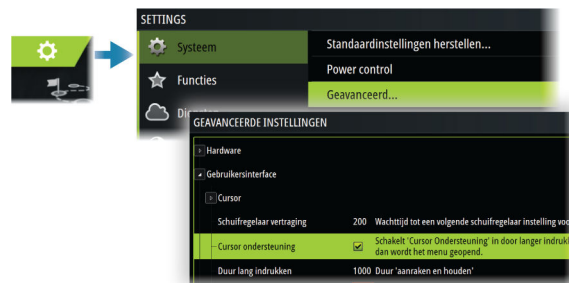 SETTINGS
Systeem
Standaardinstellingen herstellen...
Functies
Power control
Geavanceerd...
GEAVANCEERDE INSTELLINGEN
Hardware
Gebruikersinterface
Cursor
Schuifregelaar vertraging 200 Wachttijd tot een volgende schuifregelaar instelling
Cursor ondersteuning Schakelt 'Cursor Ondersteuning' in door langer
dan wordt het menu geopend.
Duur lang indrukken 1000 Duur 'aanraken en houden'